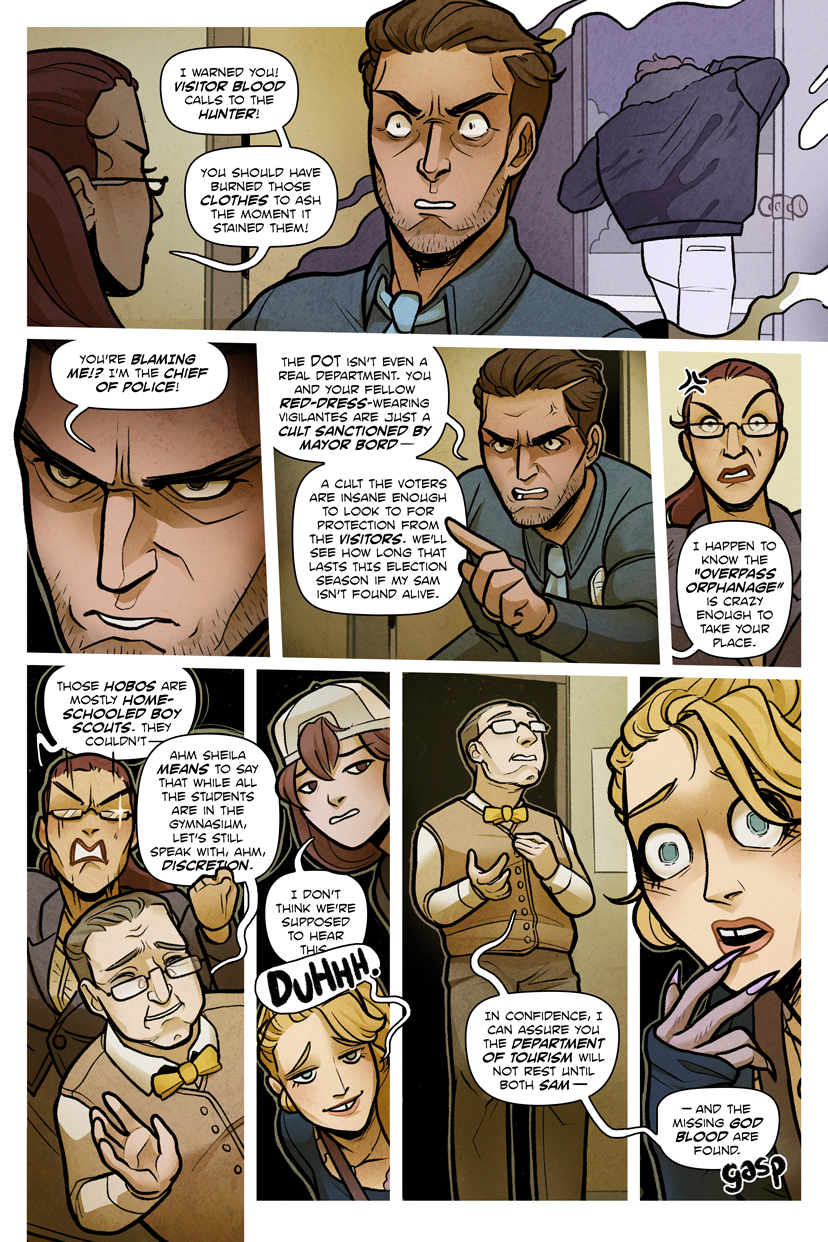 I WARNED YOU!
VISITOR BLOOD
CALLS TO THE
HUNTER!
YOU SHOULD HAVE
BURNED THOSE
CLOTHES TO ASH
THE MOMENT IT
STAINED THEM!
YOU'RE BLAMING
ME!? I'M THE CHIEF
OF POLICE!
THE DOT ISN'T EVEN A
REAL DEPARTMENT. YOU
AND YOUR FELLOW
RED-DRESS-WEARING
VIGILANTES ARE JUST A
CULT SANCTIONED BY
MAYOR BORD—
A CULT THE VOTERS
ARE INSANE ENOUGH
TO LOOK TO FOR
PROTECTION FROM
THE VISITORS. WE'LL
SEE HOW LONG THAT
LASTS THIS ELECTION
SEASON IF MY SAM
ISN'T FOUND ALIVE.
I HAPPEN TO
KNOW THE
"OVERPASS
ORPHANAGE"
IS CRAZY
ENOUGH TO
TAKE YOUR
PLACE.
THOSE HOBOS ARE
MOSTLY HOME-
SCHOOLED BOY
SCOUTS. THEY
COULDN'T—
AHM SHEILA
MEANS TO SAY
THAT WHILE ALL
THE STUDENTS
ARE IN THE
GYMNASIUM,
LET'S STILL
SPEAK WITH, AHM,
DISCRETION.
I DON'T
THINK WE'RE
SUPPOSED
TO HEAR
THIS—
DUHHH.
IN CONFIDENCE, I
CAN ASSURE YOU
THE DEPARTMENT
OF TOURISM WILL
NOT REST UNTIL
BOTH SAM—
—AND THE
MISSING GOD
BLOOD ARE
FOUND.
gasp